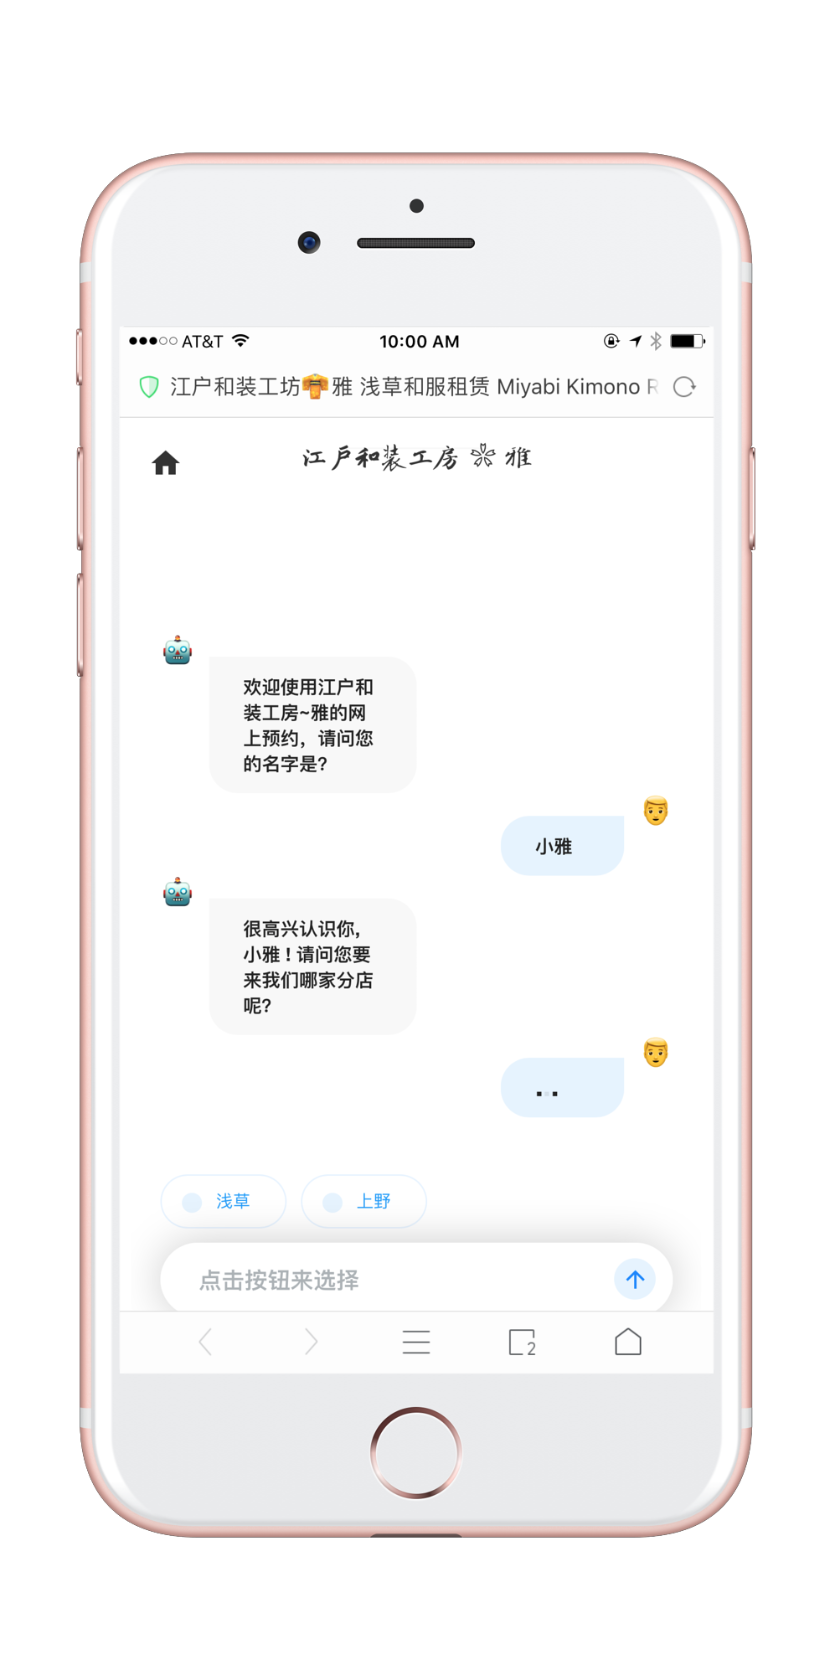 AT&T 10:00 AM
江户和装工坊👘雅 浅草和服租赁 Miyabi Kimono R
江戸和装工房 雅
欢迎使用江户和
装工房~雅的网
上预约，请问您
的名字是?
小雅
很高兴认识你,
小雅！请问您要
来我们哪家分店
呢?
...
浅草 上野
点击按钮来选择
2